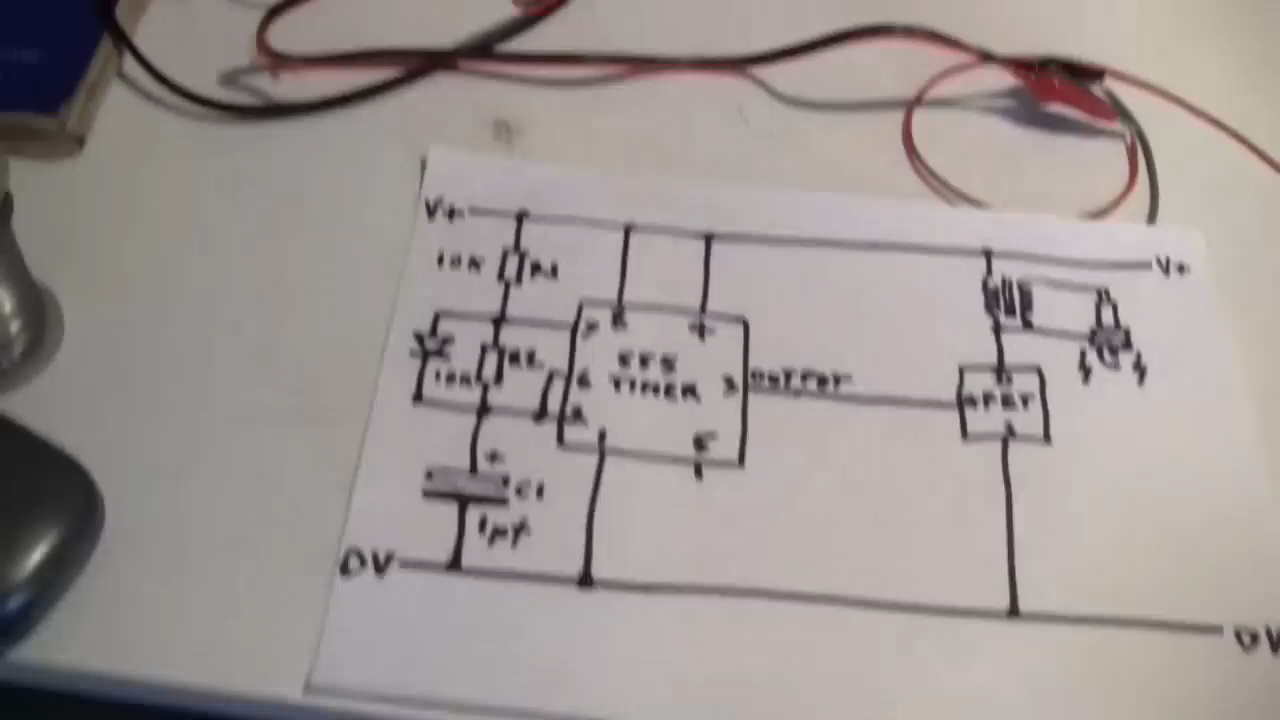 V+
V+
10K R1
7 8 4
R2
10K
555
TIMER
6 3 OUTPUT
2
1 5
+
C1
1µf
0V
0V